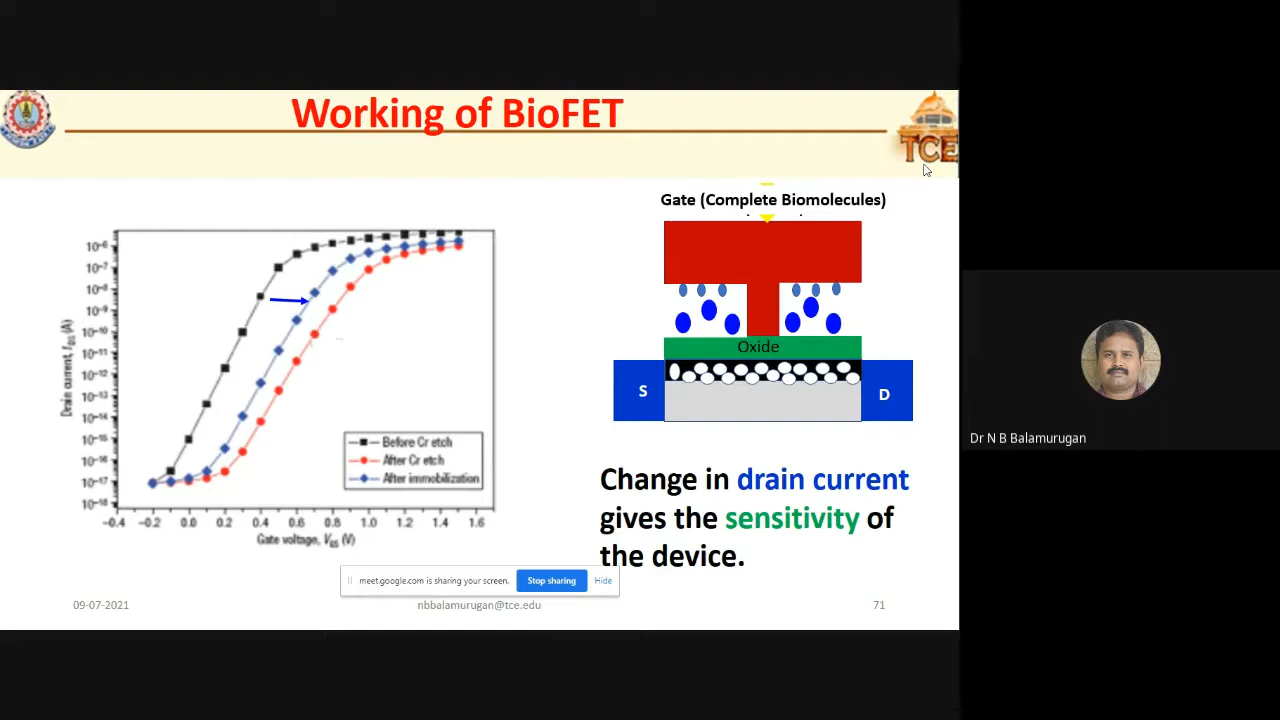 Working of BioFET
TCE
Gate (Complete Biomolecules)
Oxide
S
D
10⁻⁶
10⁻⁷
10⁻⁸
10⁻⁹
10⁻¹⁰
10⁻¹¹
10⁻¹²
10⁻¹³
10⁻¹⁴
10⁻¹⁵
10⁻¹⁶
10⁻¹⁷
10⁻¹⁸
Drain current, I_DS (A)
Before Cr etch
After Cr etch
After immobilization
−0.4 −0.2 0.0 0.2 0.4 0.6 0.8 1.0 1.2 1.4 1.6
Gate voltage, V_GS (V)
Change in drain current
gives the sensitivity of
the device.
meet.google.com is sharing your screen. Stop sharing Hide
09-07-2021 nbbalamurugan@tce.edu 71
Dr N B Balamurugan